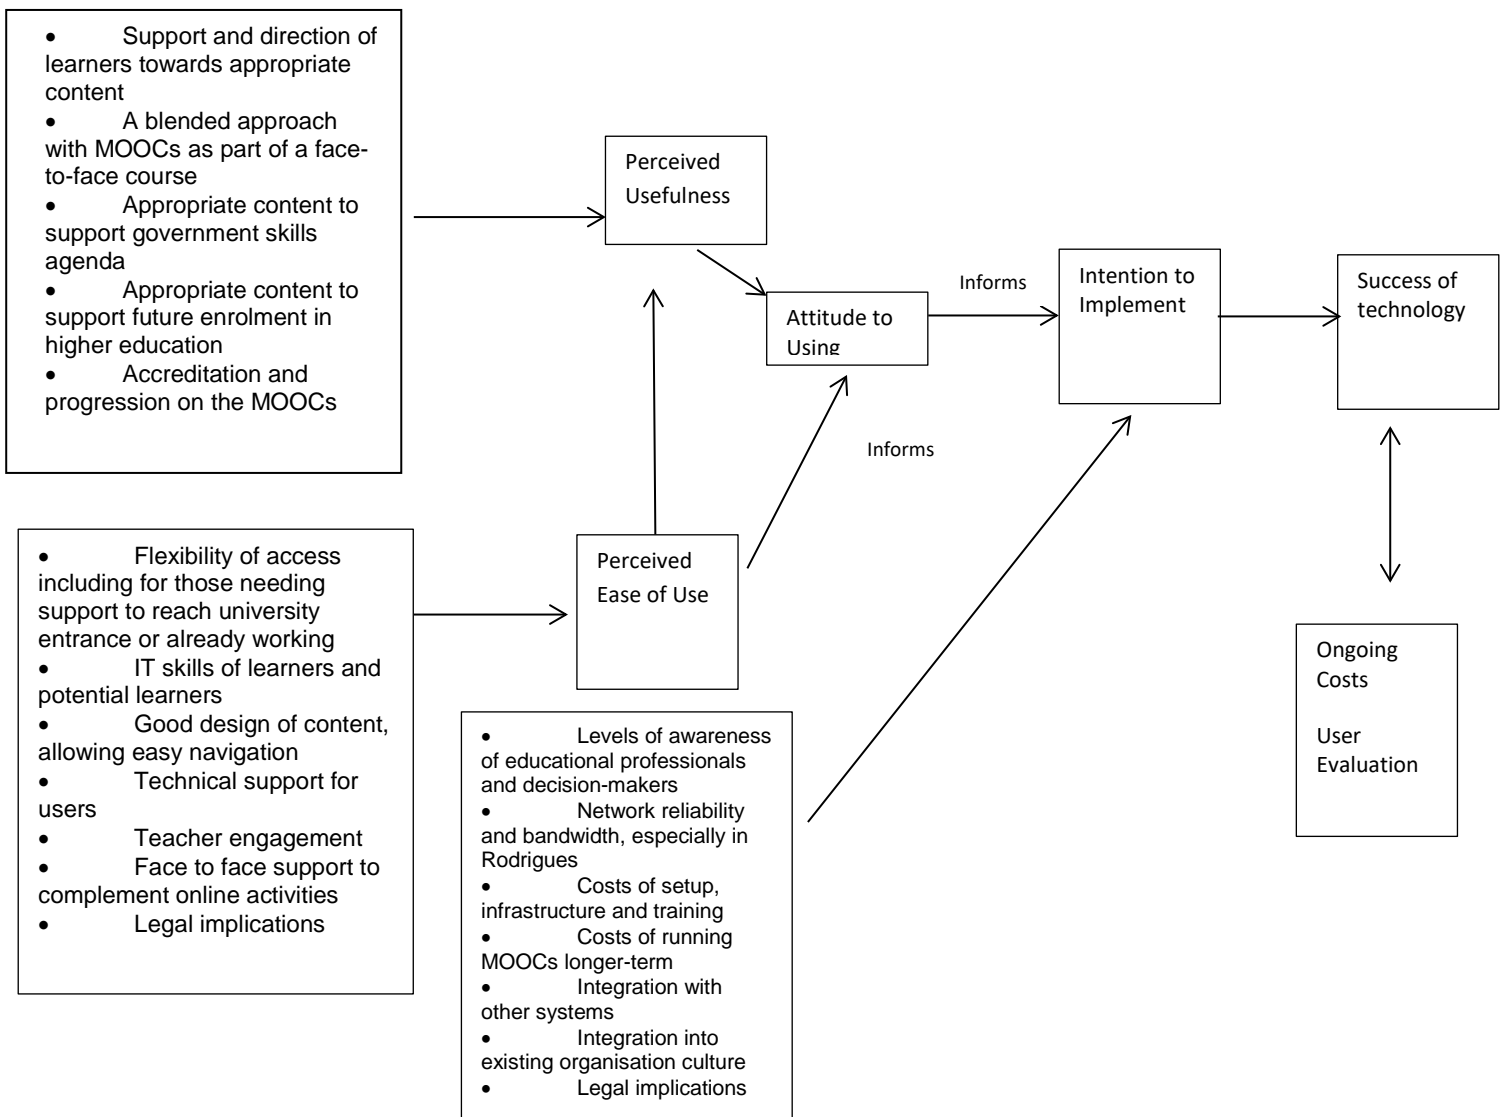 • Support and direction of
learners towards appropriate
content
• A blended approach
with MOOCs as part of a face-
to-face course
• Appropriate content to
support government skills
agenda
• Appropriate content to
support future enrolment in
higher education
• Accreditation and
progression on the MOOCs
Perceived
Usefulness
Attitude to
Using
Informs
Intention to
Implement
Success of
technology
Informs
• Flexibility of access
including for those needing
support to reach university
entrance or already working
• IT skills of learners and
potential learners
• Good design of content,
allowing easy navigation
• Technical support for
users
• Teacher engagement
• Face to face support to
complement online activities
• Legal implications
Perceived
Ease of Use
• Levels of awareness
of educational professionals
and decision-makers
• Network reliability
and bandwidth, especially in
Rodrigues
• Costs of setup,
infrastructure and training
• Costs of running
MOOCs longer-term
• Integration with
other systems
• Integration into
existing organisation culture
• Legal implications
Ongoing
Costs
User
Evaluation